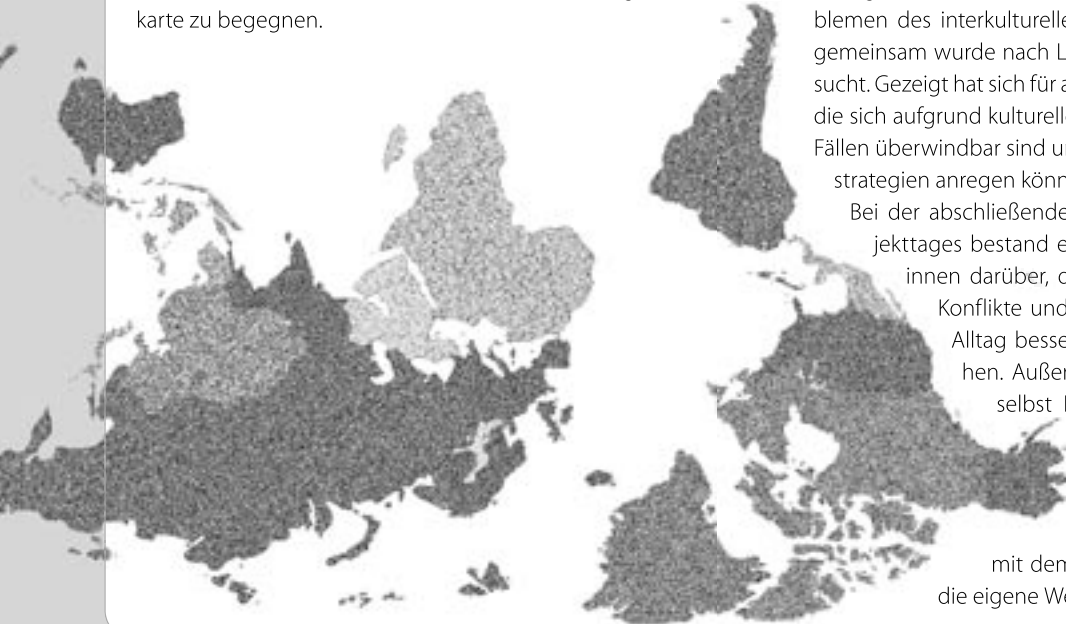 karte zu begegnen.
blemen des interkulturelle
gemeinsam wurde nach L
sucht. Gezeigt hat sich für a
die sich aufgrund kulturelle
Fällen überwindbar sind u
strategien anregen könn
Bei der abschließende
jekttages bestand e
innen darüber, d
Konflikte und
Alltag besse
hen. Außer
selbst
mit dem
die eigene We